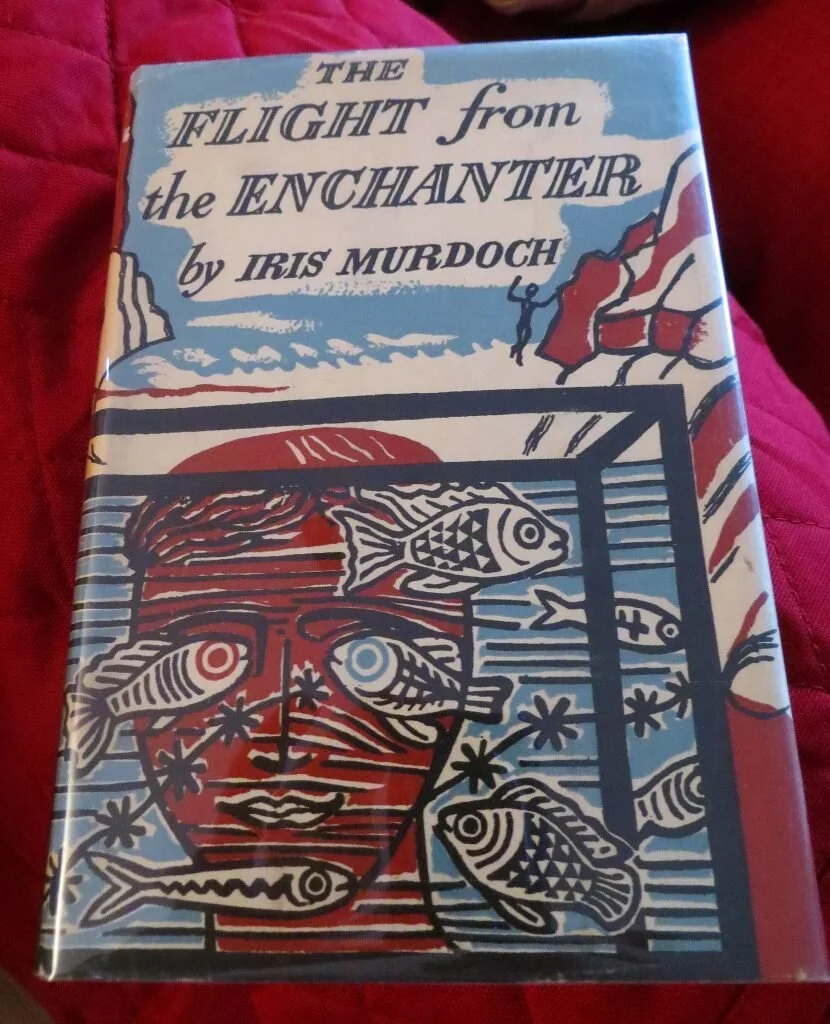 THE
FLIGHT from
the ENCHANTER
by IRIS MURDOCH